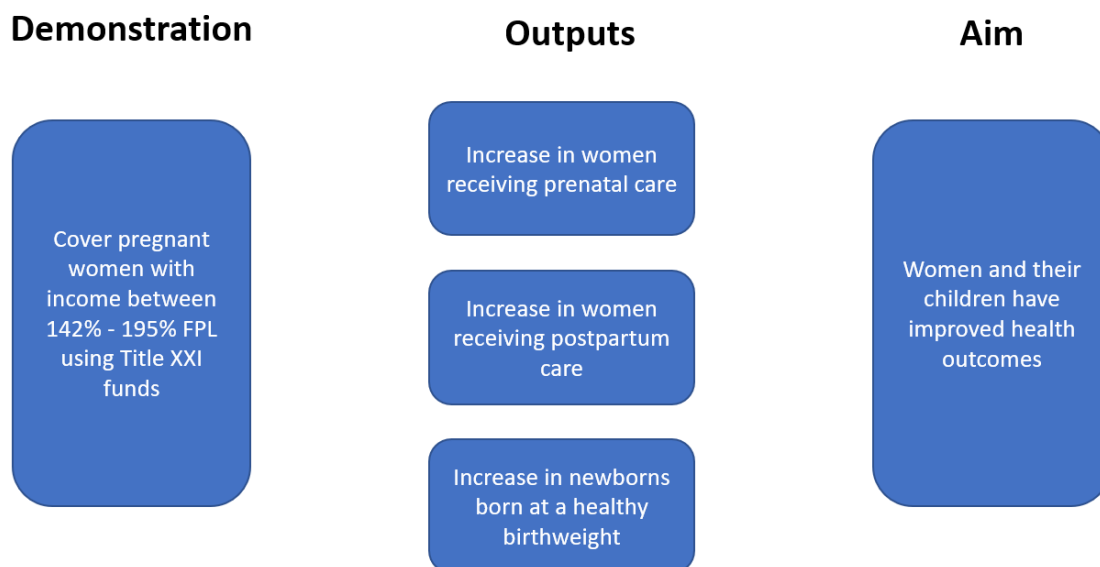 Demonstration
Outputs
Aim
Cover pregnant
women with
income between
142% - 195% FPL
using Title XXI
funds
Increase in women
receiving prenatal care
Increase in women
receiving postpartum
care
Increase in newborns
born at a healthy
birthweight
Women and their
children have
improved health
outcomes